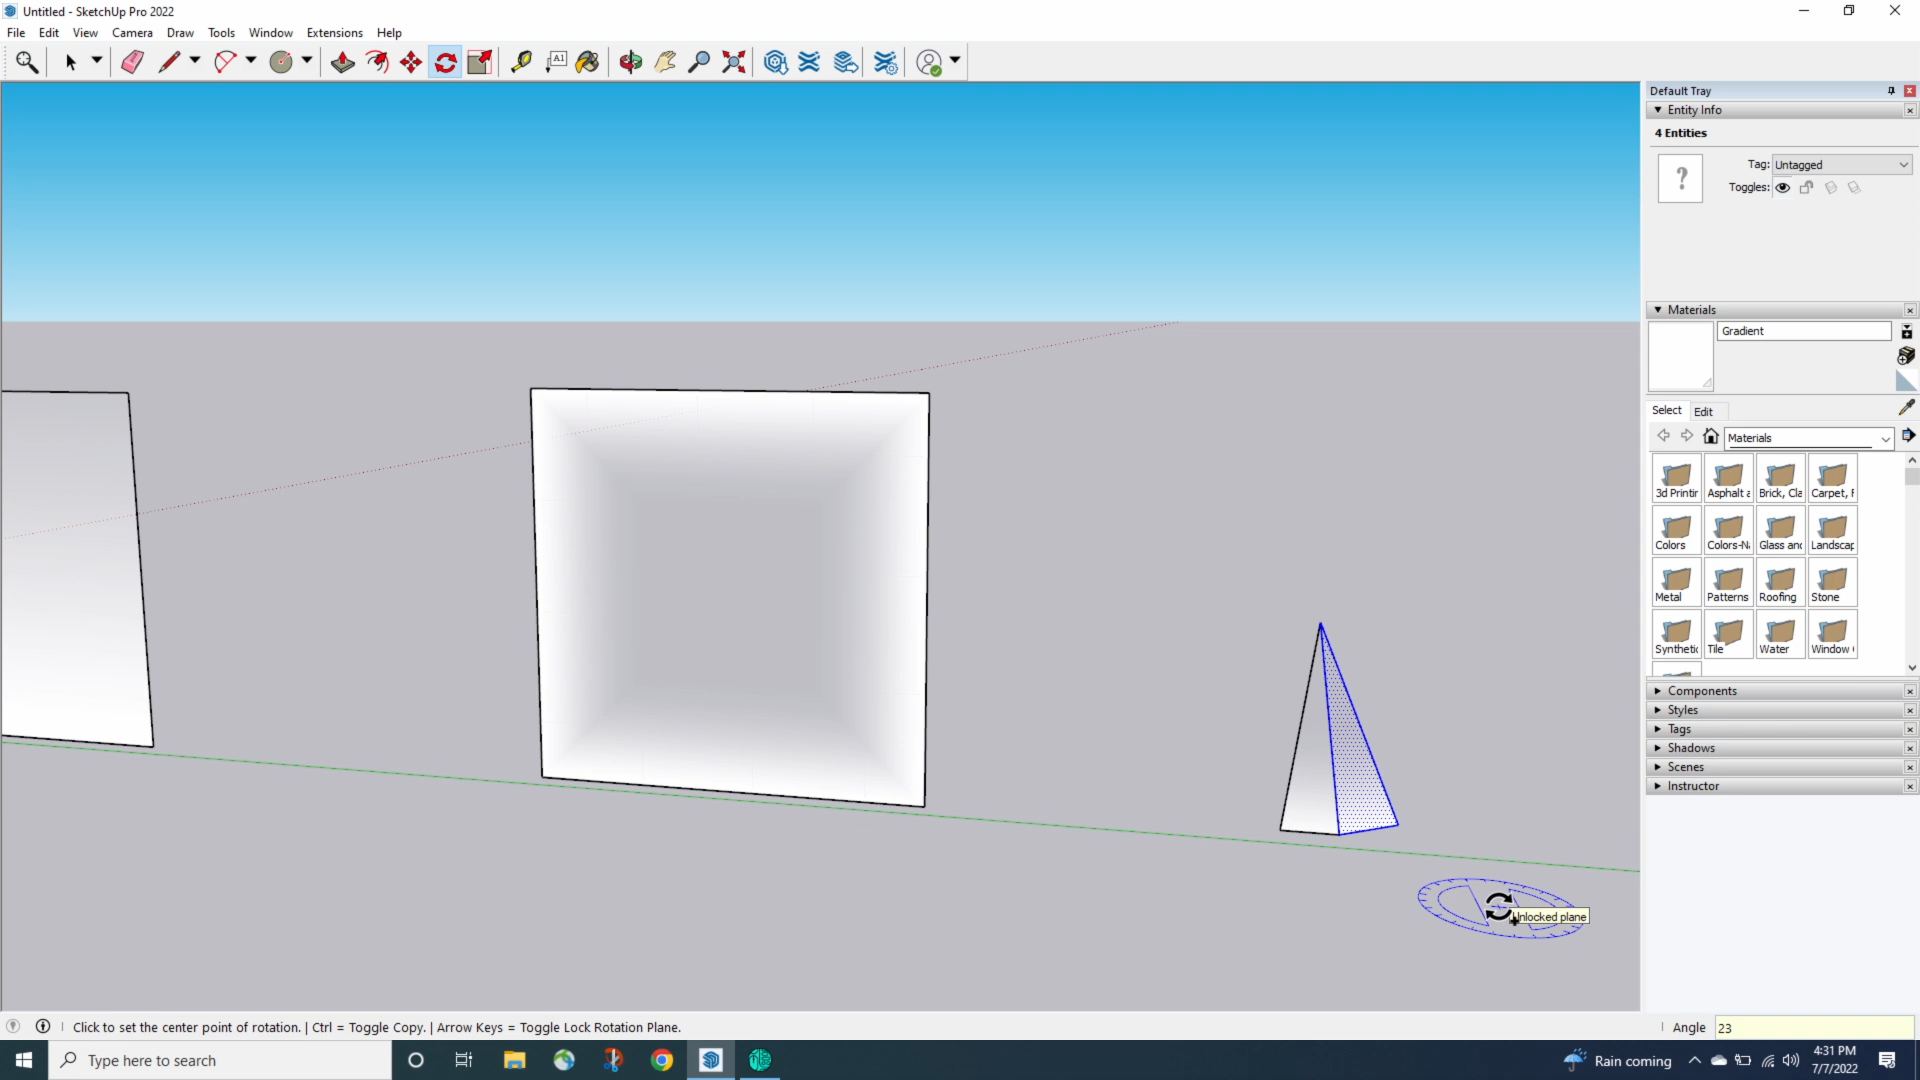 Untitled - SketchUp Pro 2022
File Edit View Camera Draw Tools Window Extensions Help
A1
Default Tray
Entity Info
4 Entities
?
Tag: Untagged
Toggles:
Materials
Gradient
Select Edit
Materials
3d Printin Asphalt a Brick, Cla Carpet, F
Colors Colors-Na Glass and Landscap
Metal Patterns Roofing Stone
Synthetic Tile Water Window
Components
Styles
Tags
Shadows
Scenes
Instructor
Unlocked plane
Click to set the center point of rotation. | Ctrl = Toggle Copy. | Arrow Keys = Toggle Lock Rotation Plane.
Angle 23
Type here to search
Rain coming
4:31 PM
7/7/2022